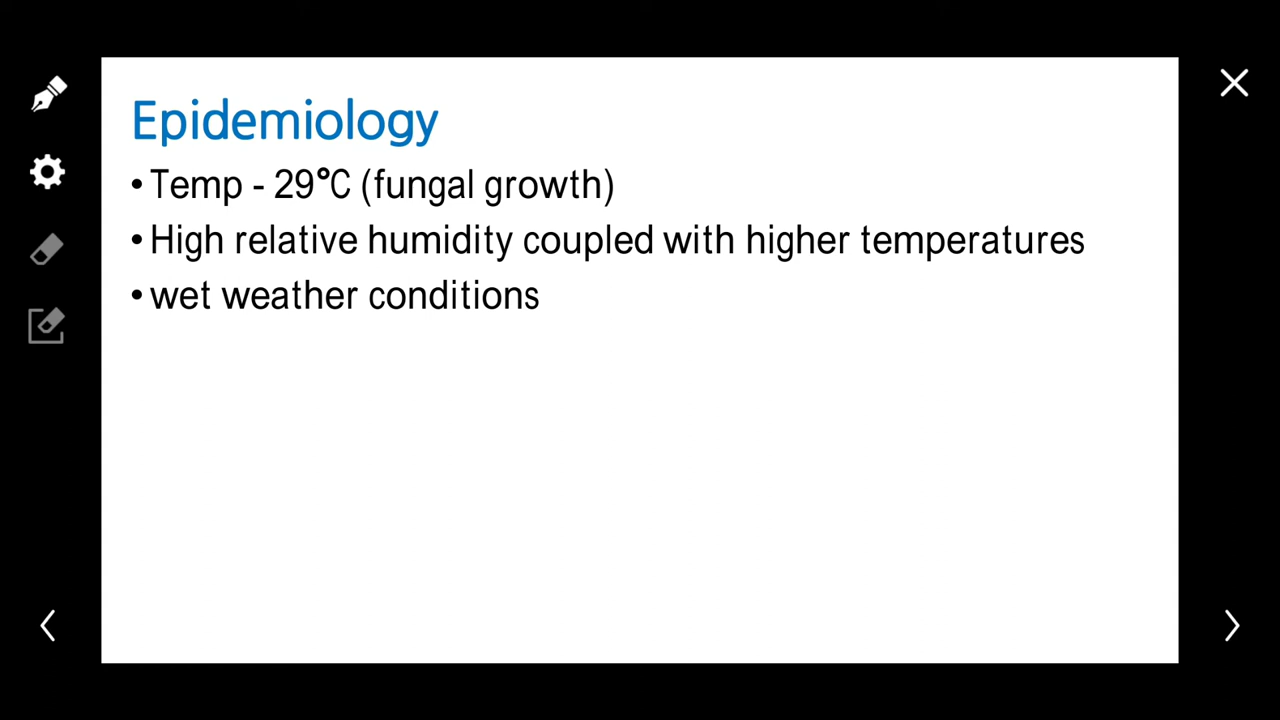 Epidemiology
• Temp - 29°C (fungal growth)
• High relative humidity coupled with higher temperatures
• wet weather conditions